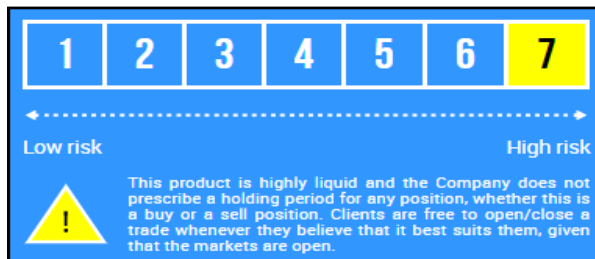 1 2 3 4 5 6 7
Low risk High risk
This product is highly liquid and the Company does not
prescribe a holding period for any position, whether this is
a buy or a sell position. Clients are free to open/close a
trade whenever they believe that it best suits them, given
that the markets are open.
!